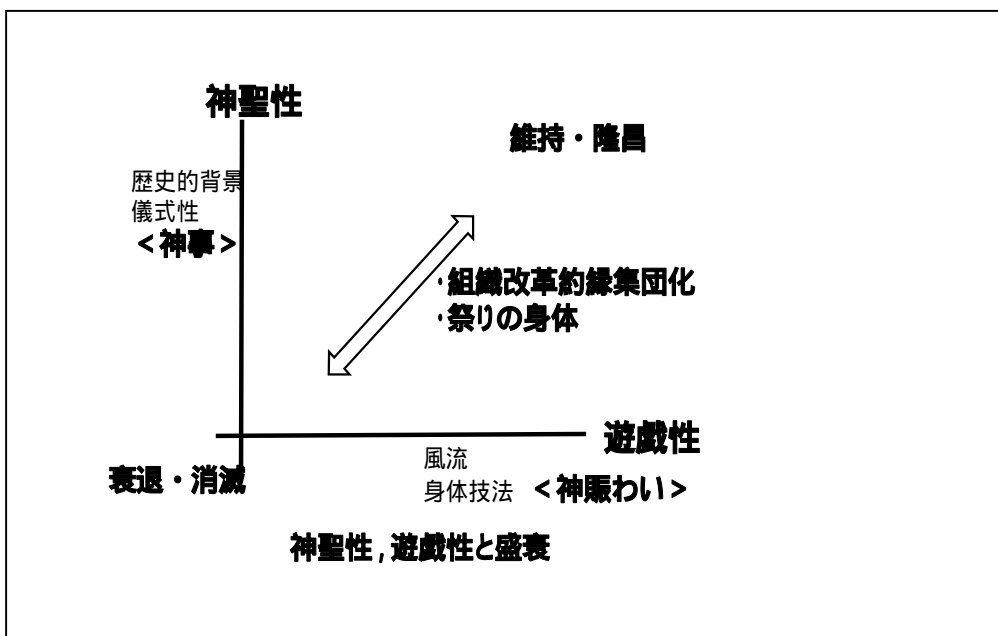 神聖性
維持・隆昌
歴史的背景
儀式性
<神事>
・組織改革約縁集団化
・祭りの身体
遊戯性
風流
身体技法 <神賑わい>
衰退・消滅
神聖性,遊戯性と盛衰